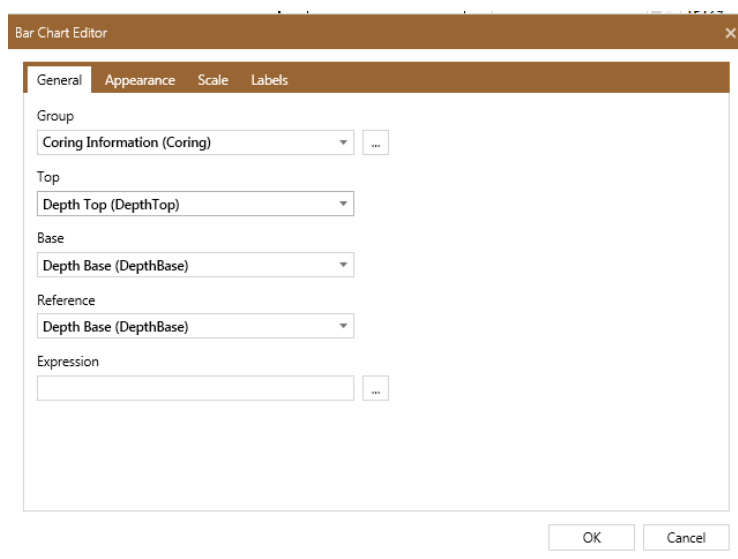 Bar Chart Editor
General Appearance Scale Labels
Group
Coring Information (Coring)
...
Top
Depth Top (DepthTop)
Base
Depth Base (DepthBase)
Reference
Depth Base (DepthBase)
Expression
...
OK Cancel